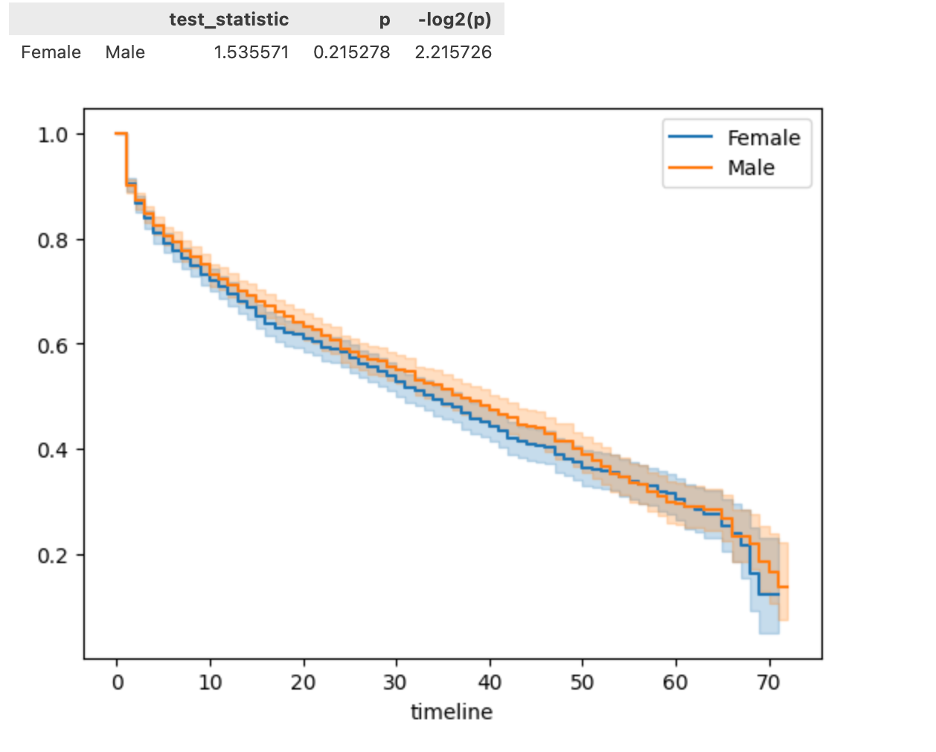 test_statistic p -log2(p)
Female Male 1.535571 0.215278 2.215726
1.0
0.8
0.6
0.4
0.2
Female
Male
0 10 20 30 40 50 60 70
timeline